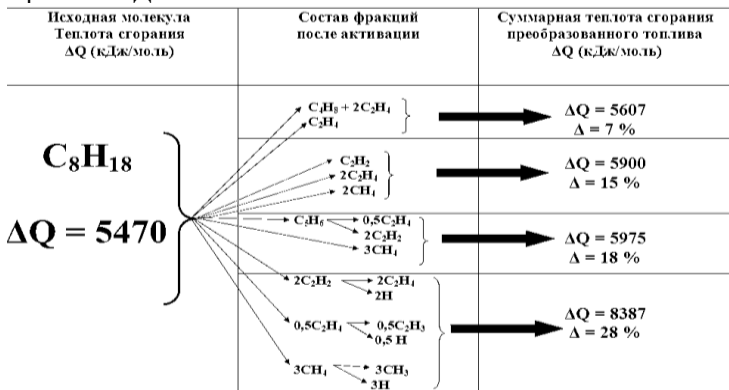 Исходная молекула
Теплота сгорания
ΔQ (кДж/моль)
Состав фракций
после активации
Суммарная теплота сгорания
преобразованного топлива
ΔQ (кДж/моль)
C₈H₁₈
ΔQ = 5470
C₄H₈ + 2C₂H₄
C₂H₄
ΔQ = 5607
Δ = 7 %
C₂H₂
2C₂H₄
2CH₄
ΔQ = 5900
Δ = 15 %
C₅H₆ 0,5C₂H₄
2C₂H₂
3CH₄
ΔQ = 5975
Δ = 18 %
2C₂H₂ 2C₂H₄
2H
0,5C₂H₄ 0,5C₂H₃
0,5 H
3CH₄ 3CH₃
3H
ΔQ = 8387
Δ = 28 %